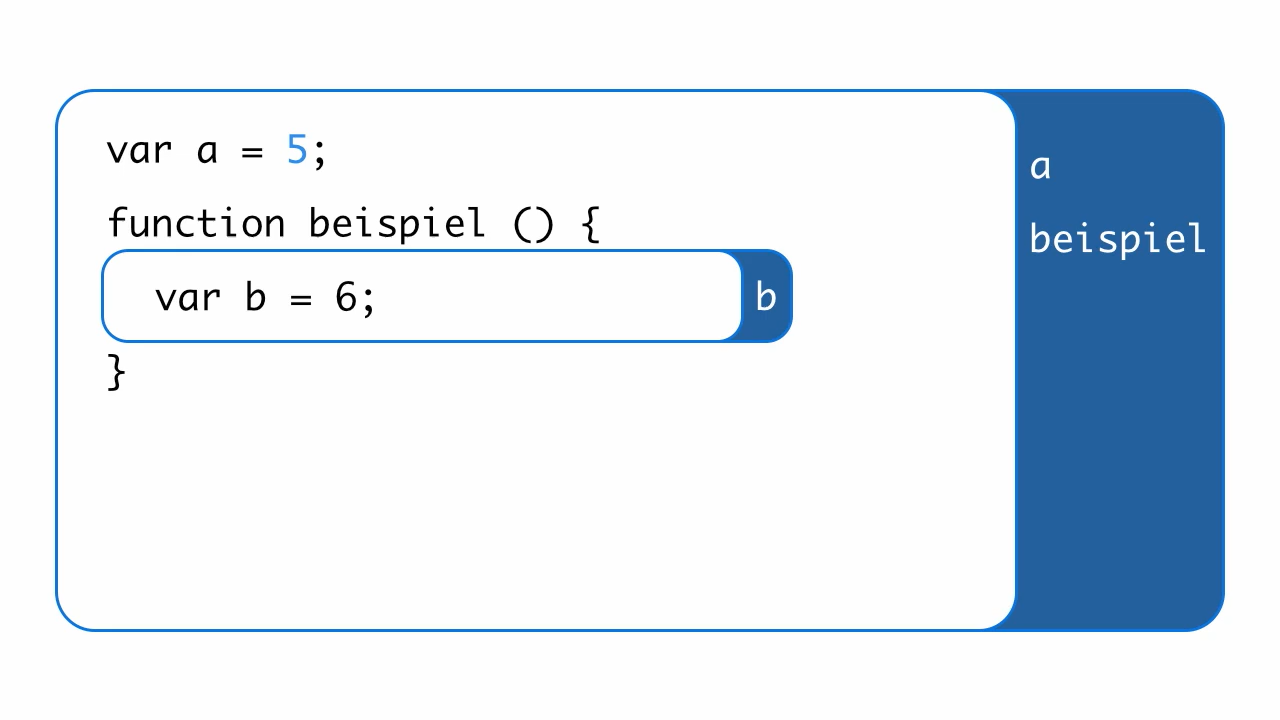 var a = 5;
a
function beispiel () {
beispiel
var b = 6;
b
}